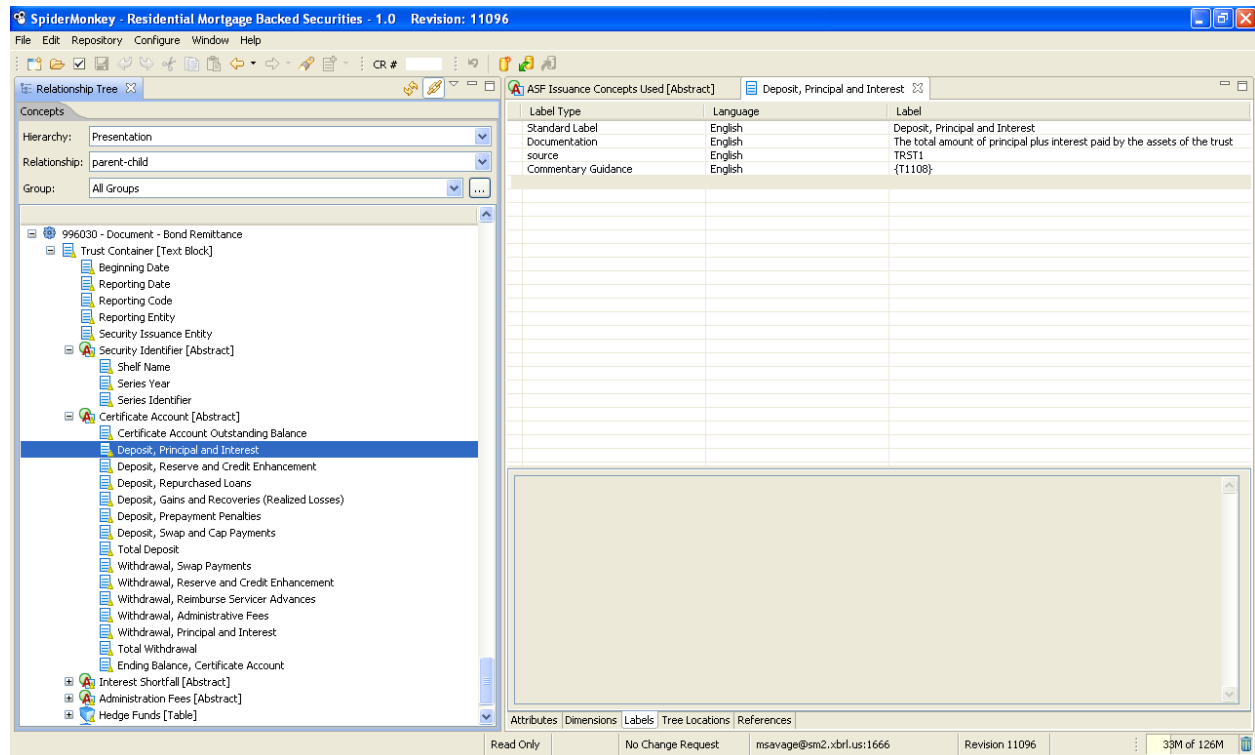 SpiderMonkey - Residential Mortgage Backed Securities - 1.0 Revision: 11096
File Edit Repository Configure Window Help
CR #
Relationship Tree
Concepts
Hierarchy: Presentation
Relationship: parent-child
Group: All Groups ...
996030 - Document - Bond Remittance
Trust Container [Text Block]
Beginning Date
Reporting Date
Reporting Code
Reporting Entity
Security Issuance Entity
Security Identifier [Abstract]
Shelf Name
Series Year
Series Identifier
Certificate Account [Abstract]
Certificate Account Outstanding Balance
Deposit, Principal and Interest
Deposit, Reserve and Credit Enhancement
Deposit, Repurchased Loans
Deposit, Gains and Recoveries (Realized Losses)
Deposit, Prepayment Penalties
Deposit, Swap and Cap Payments
Total Deposit
Withdrawal, Swap Payments
Withdrawal, Reserve and Credit Enhancement
Withdrawal, Reimburse Servicer Advances
Withdrawal, Administrative Fees
Withdrawal, Principal and Interest
Total Withdrawal
Ending Balance, Certificate Account
Interest Shortfall [Abstract]
Administration Fees [Abstract]
Hedge Funds [Table]
ASF Issuance Concepts Used [Abstract] Deposit, Principal and Interest
Label Type Language Label
Standard Label English Deposit, Principal and Interest
Documentation English The total amount of principal plus interest paid by the assets of the trust
source English TRST1
Commentary Guidance English {T1108}
Attributes Dimensions Labels Tree Locations References
Read Only No Change Request msavage@sm2.xbrl.us:1666 Revision 11096 33M of 126M